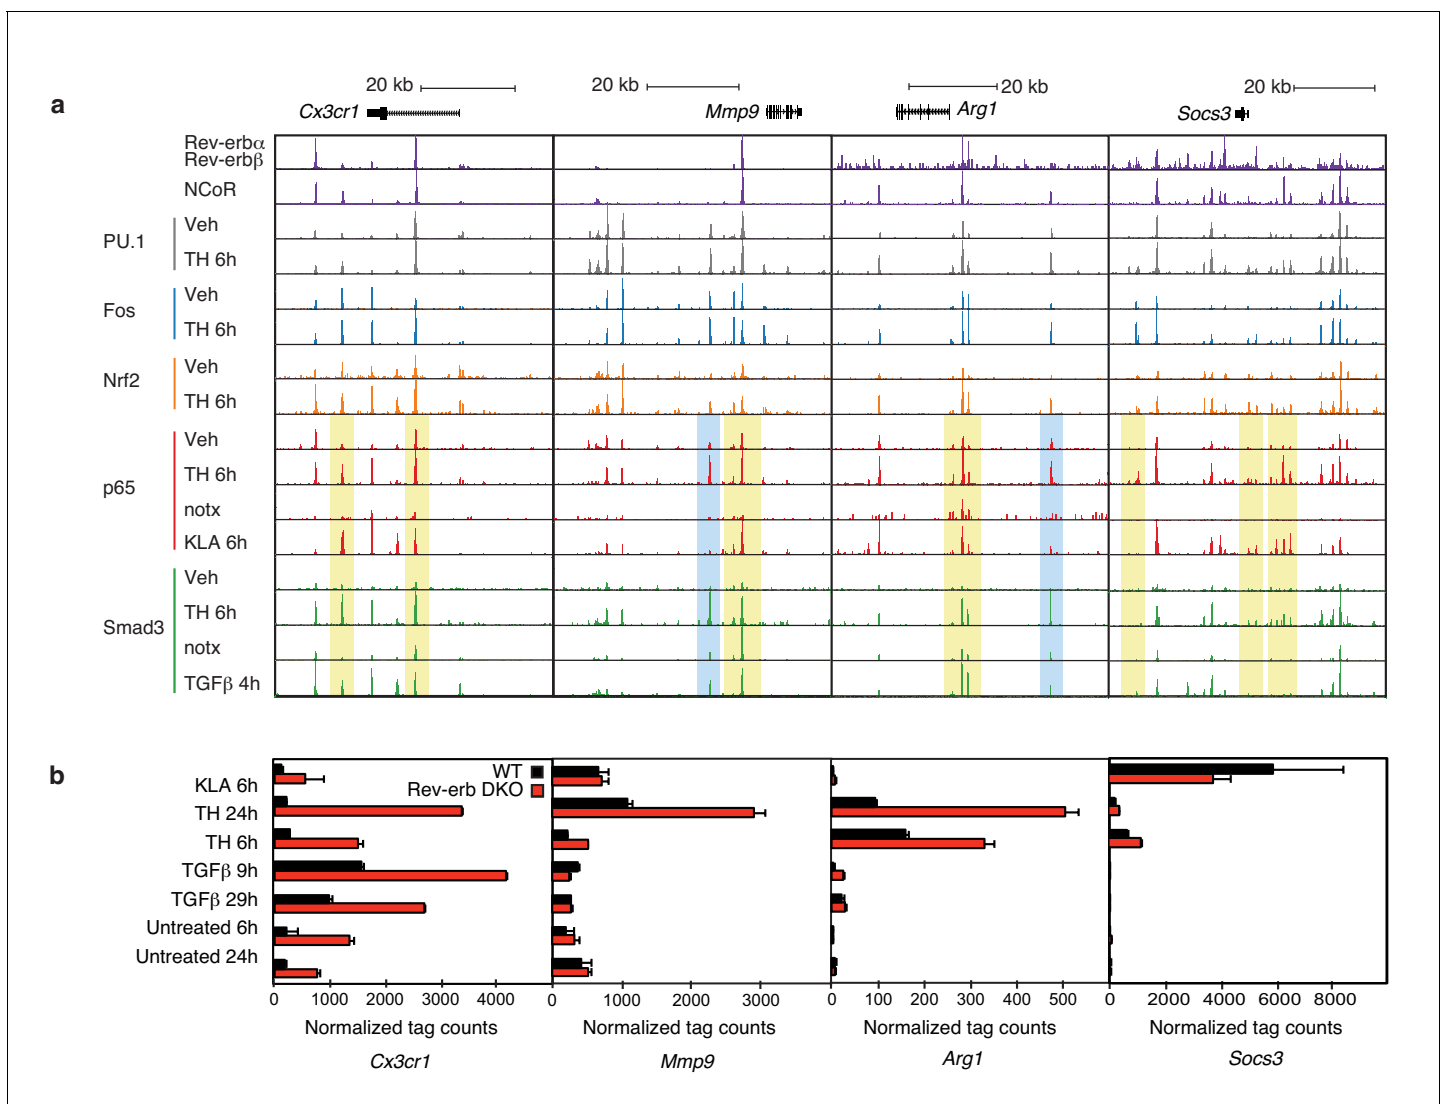 a
20 kb
20 kb
20 kb
20 kb
Cx3cr1
Mmp9
Arg1
Socs3
Rev-erbα
Rev-erbβ
NCoR
PU.1
Veh
TH 6h
Fos
Veh
TH 6h
Nrf2
Veh
TH 6h
p65
Veh
TH 6h
notx
KLA 6h
Smad3
Veh
TH 6h
notx
TGFβ 4h
b
WT
Rev-erb DKO
KLA 6h
TH 24h
TH 6h
TGFβ 9h
TGFβ 29h
Untreated 6h
Untreated 24h
0 1000 2000 3000 4000
0 1000 2000 3000
0 100 200 300 400 500
0 2000 4000 6000 8000
Normalized tag counts
Normalized tag counts
Normalized tag counts
Normalized tag counts
Cx3cr1
Mmp9
Arg1
Socs3